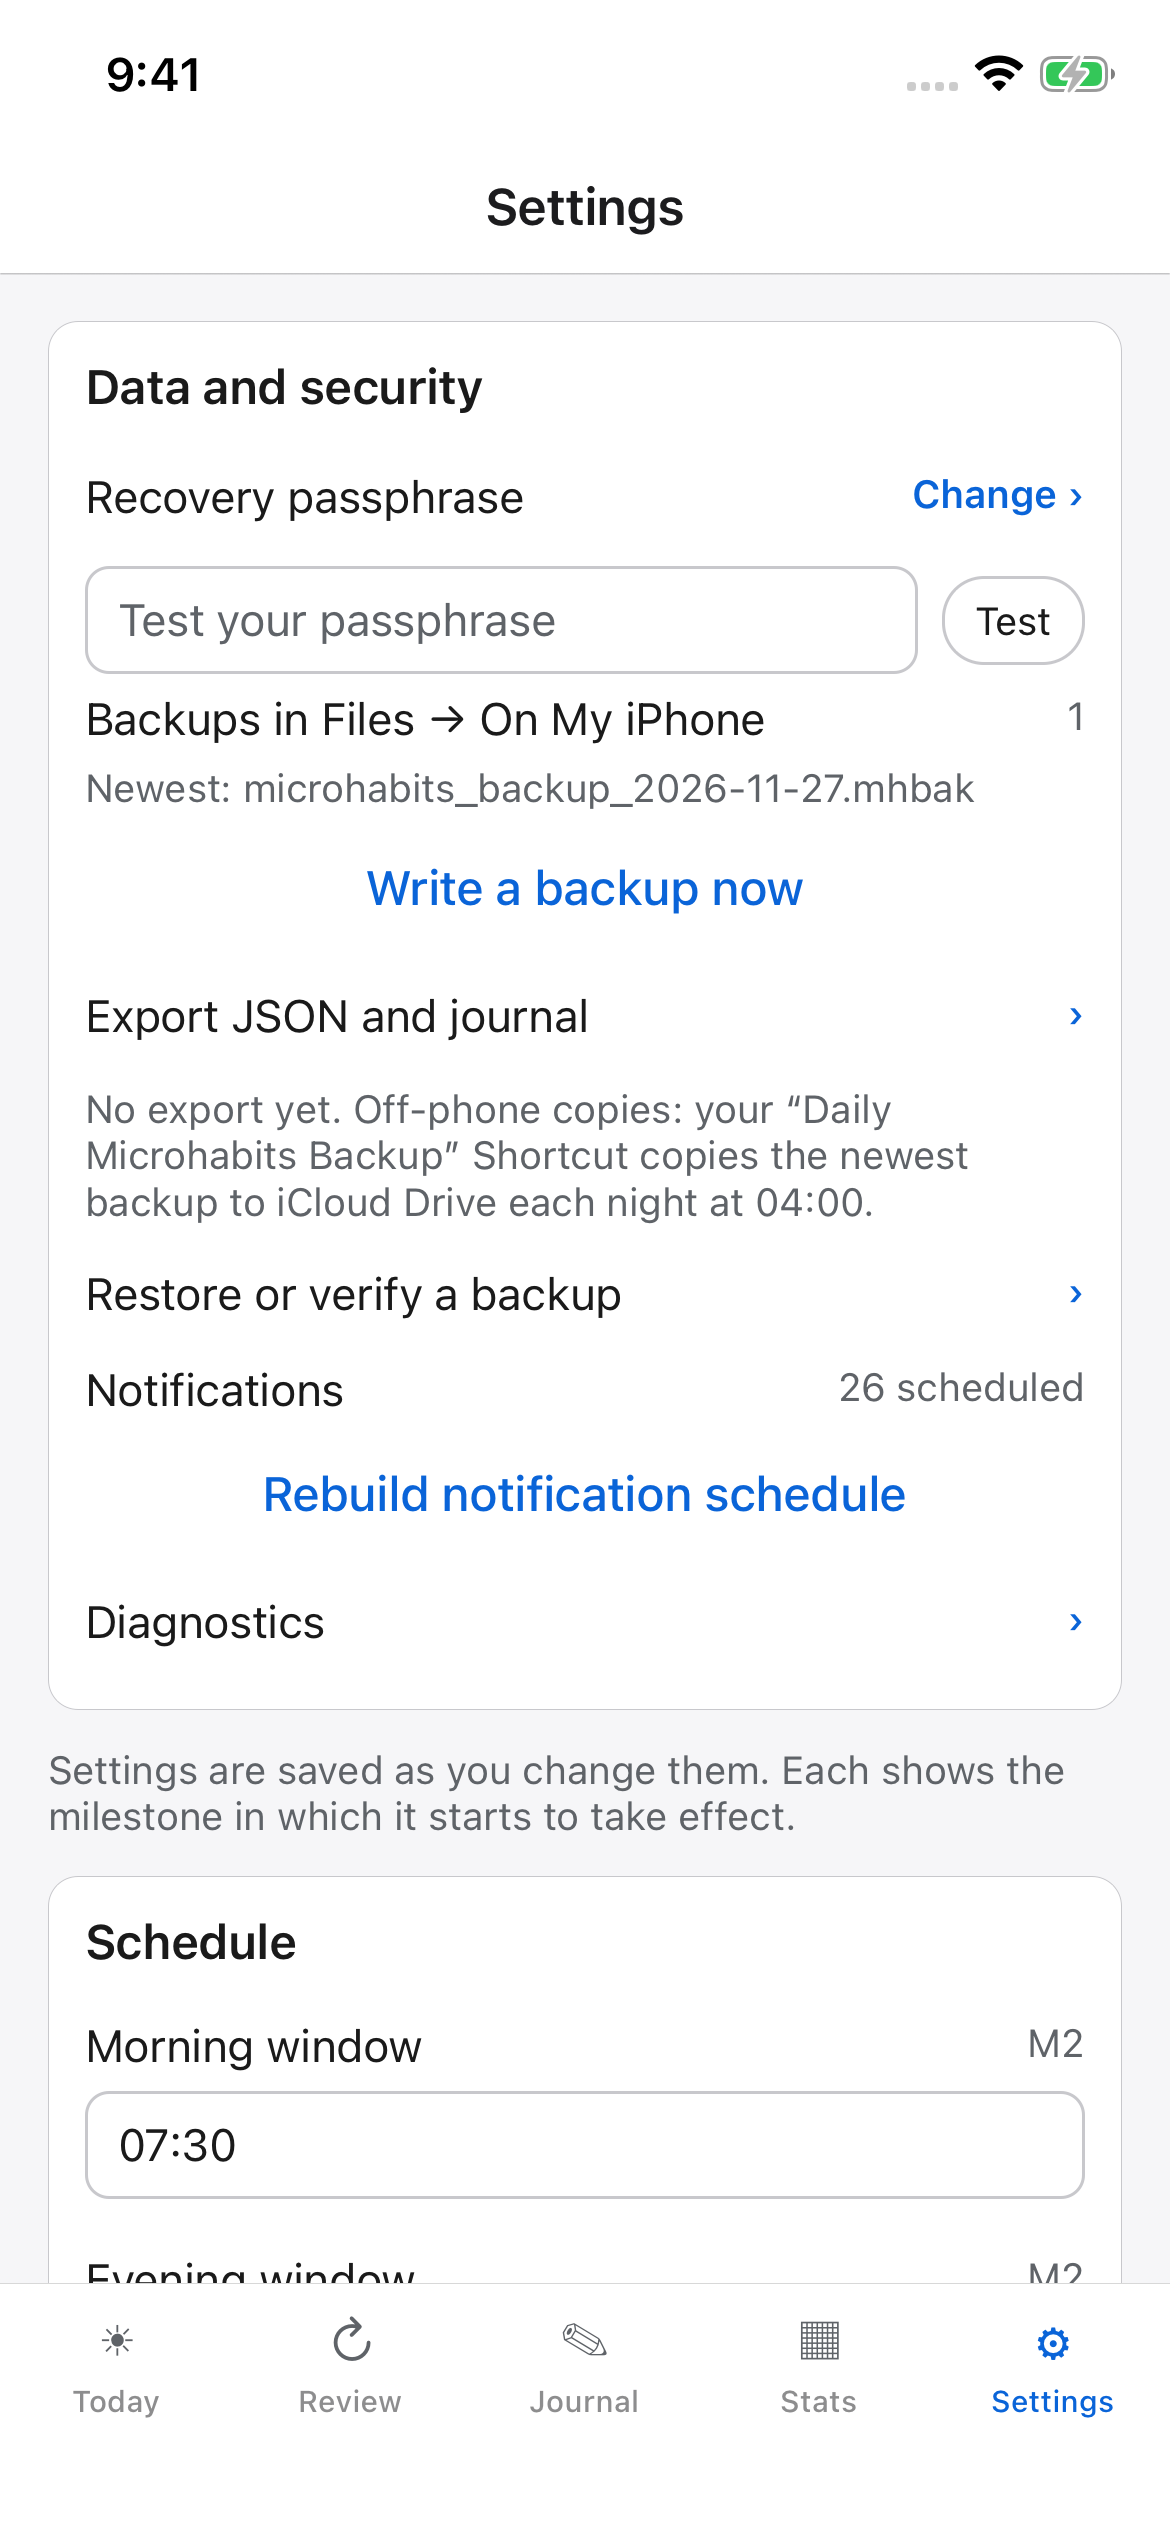 9:41
Settings
Data and security
Recovery passphrase
Change ›
Test your passphrase
Test
Backups in Files → On My iPhone
1
Newest: microhabits_backup_2026-11-27.mhbak
Write a backup now
Export JSON and journal
›
No export yet. Off-phone copies: your “Daily
Microhabits Backup” Shortcut copies the newest
backup to iCloud Drive each night at 04:00.
Restore or verify a backup
›
Notifications
26 scheduled
Rebuild notification schedule
Diagnostics
›
Settings are saved as you change them. Each shows the
milestone in which it starts to take effect.
Schedule
Morning window
M2
07:30
Evening window
M2
Today
Review
Journal
Stats
Settings